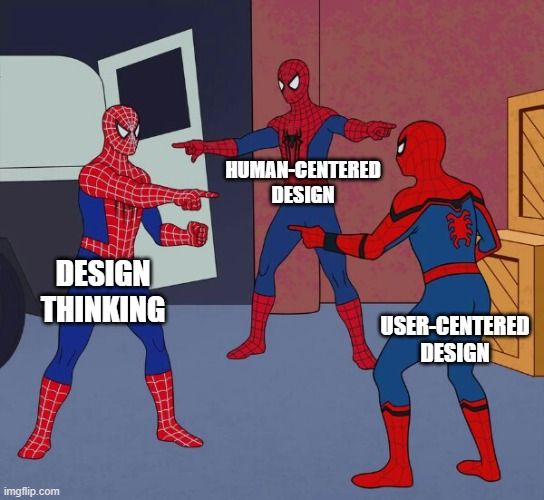 HUMAN-CENTERED
DESIGN
DESIGN
THINKING
USER-CENTERED
DESIGN
imgflip.com